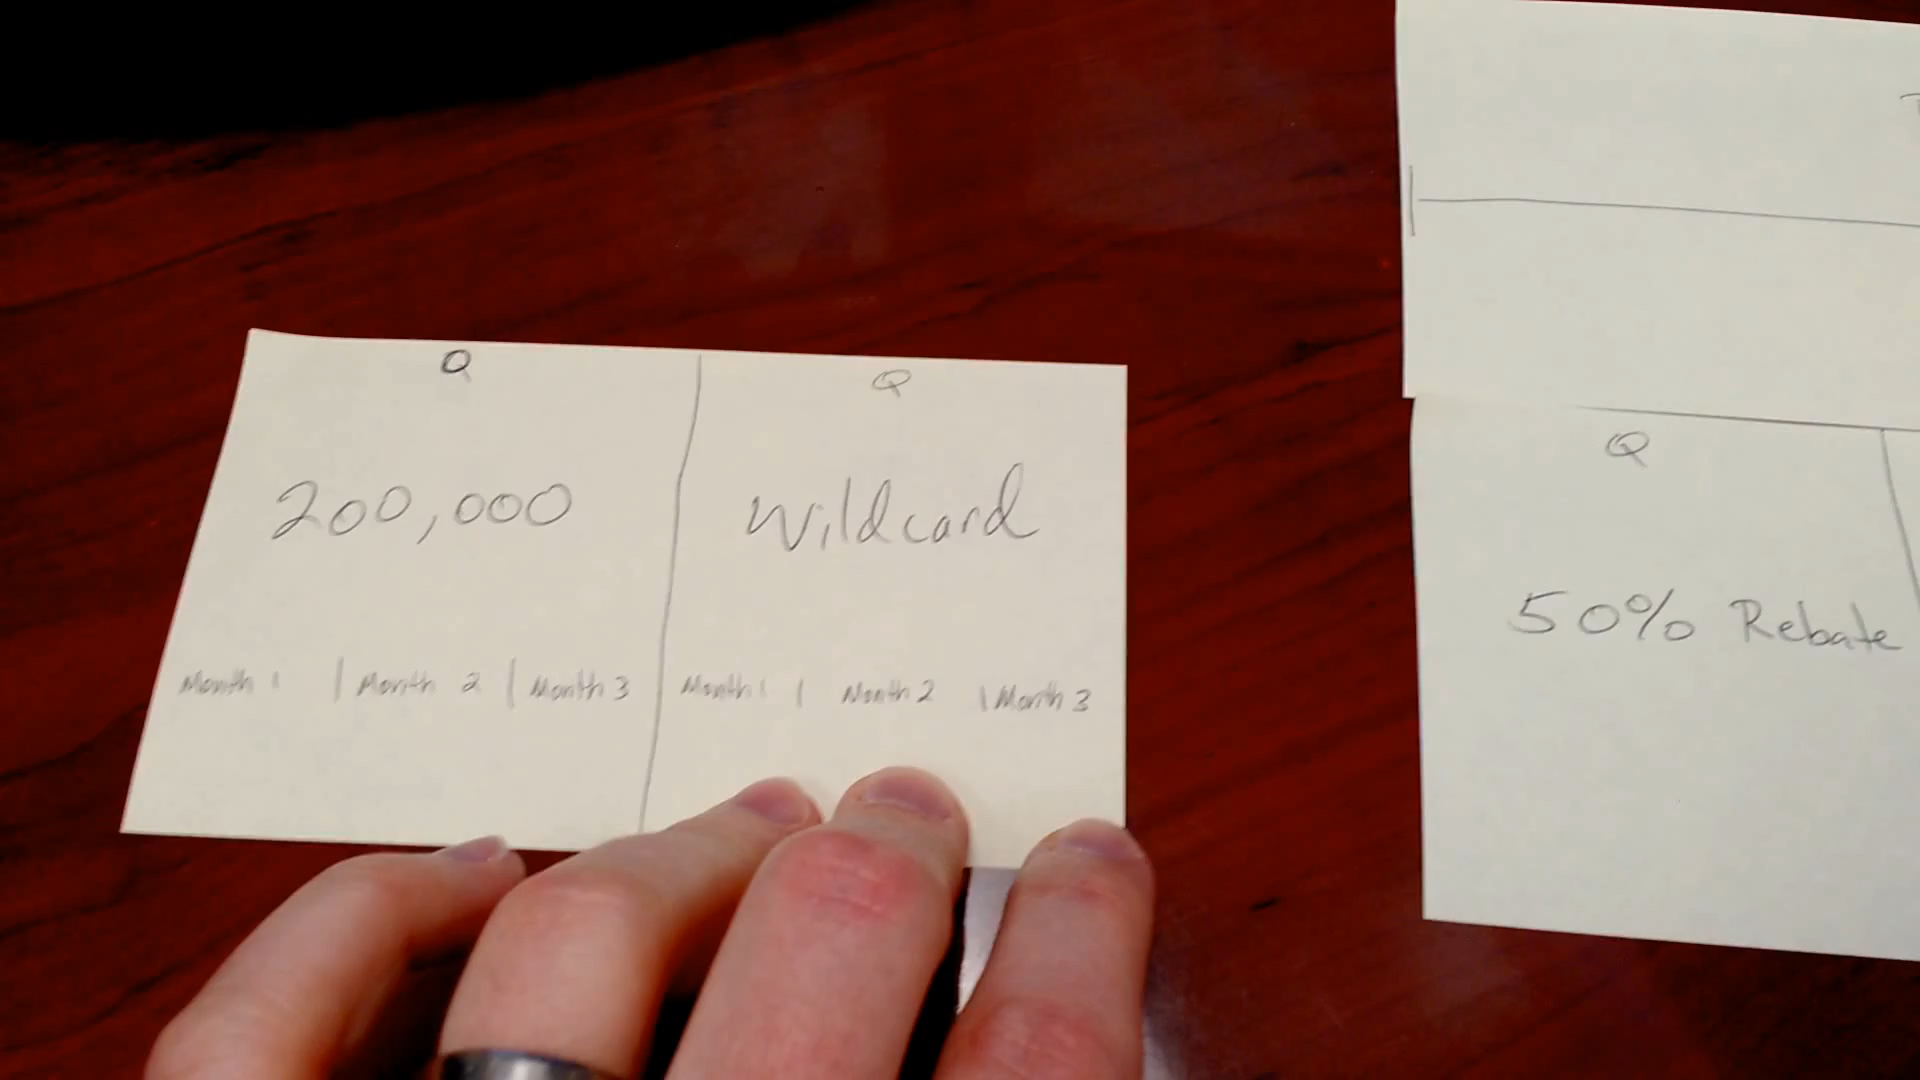 Q
200,000
Month 1 | Month 2 | Month 3
Q
Wildcard
Month 1 | Month 2 | Month 3
Q
50% Rebate